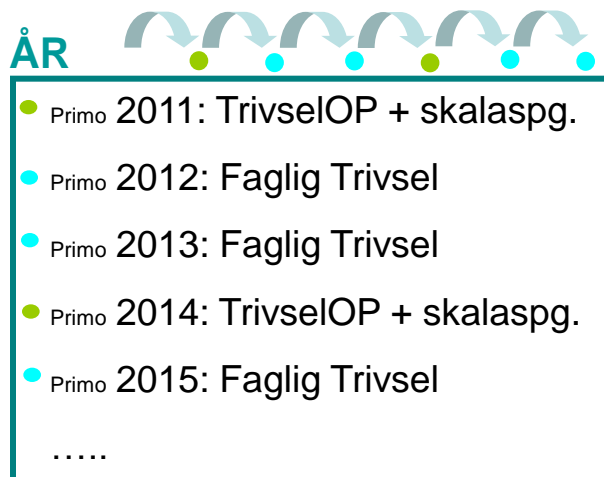 ÅR
Primo 2011: TrivselOP + skalaspg.
Primo 2012: Faglig Trivsel
Primo 2013: Faglig Trivsel
Primo 2014: TrivselOP + skalaspg.
Primo 2015: Faglig Trivsel
…..